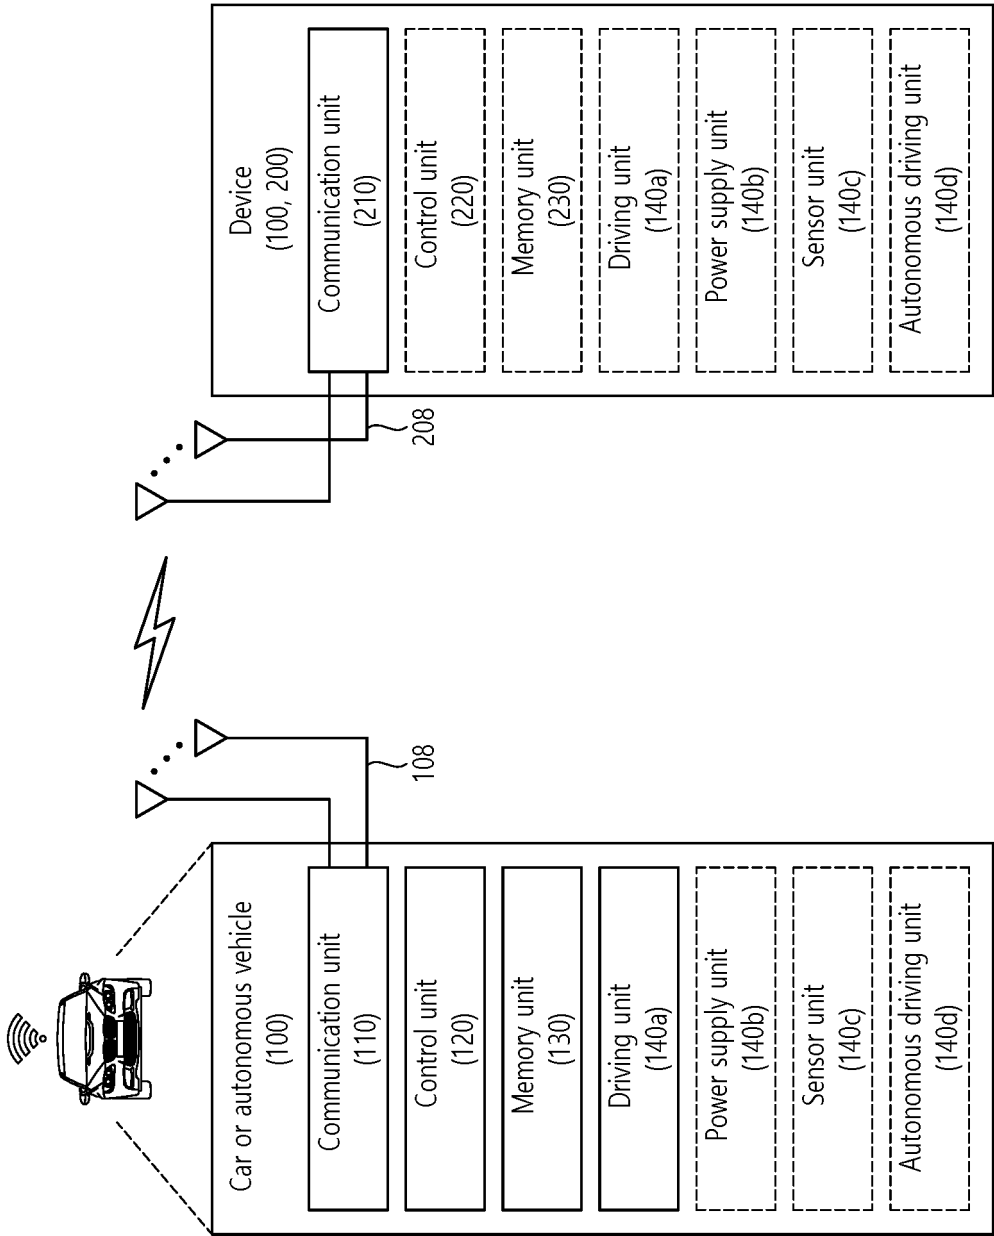 Car or autonomous vehicle
(100)
Communication unit
(110)
Control unit
(120)
Memory unit
(130)
Driving unit
(140a)
Power supply unit
(140b)
Sensor unit
(140c)
Autonomous driving unit
(140d)
108
208
Device
(100, 200)
Communication unit
(210)
Control unit
(220)
Memory unit
(230)
Driving unit
(140a)
Power supply unit
(140b)
Sensor unit
(140c)
Autonomous driving unit
(140d)